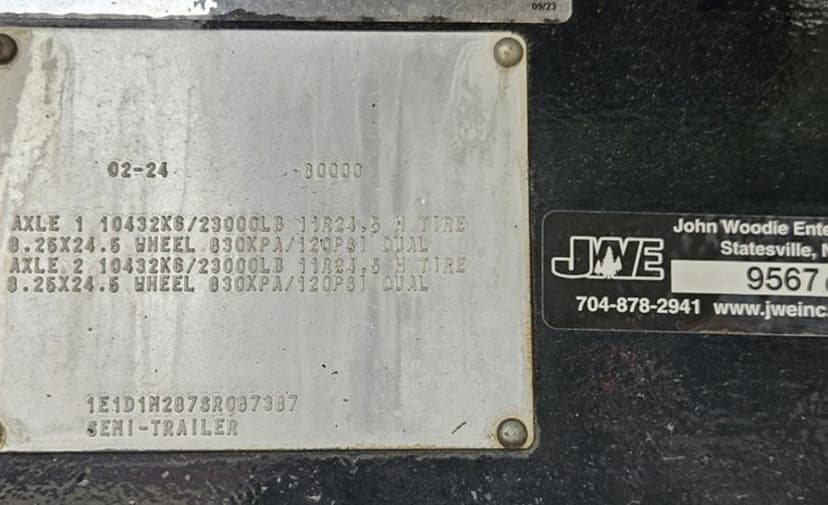 09/23
02-24 80000
AXLE 1 10432KG/23000LB 11R24.5 H TIRE
8.25X24.5 WHEEL 830KPA/120PSI DUAL
AXLE 2 10432KG/23000LB 11R24.5 H TIRE
8.25X24.5 WHEEL 830KPA/120PSI DUAL
1E1D1M287SR087387
SEMI-TRAILER
John Woodie Ente
Statesville, N
JWE
9567
704-878-2941 www.jweinc.